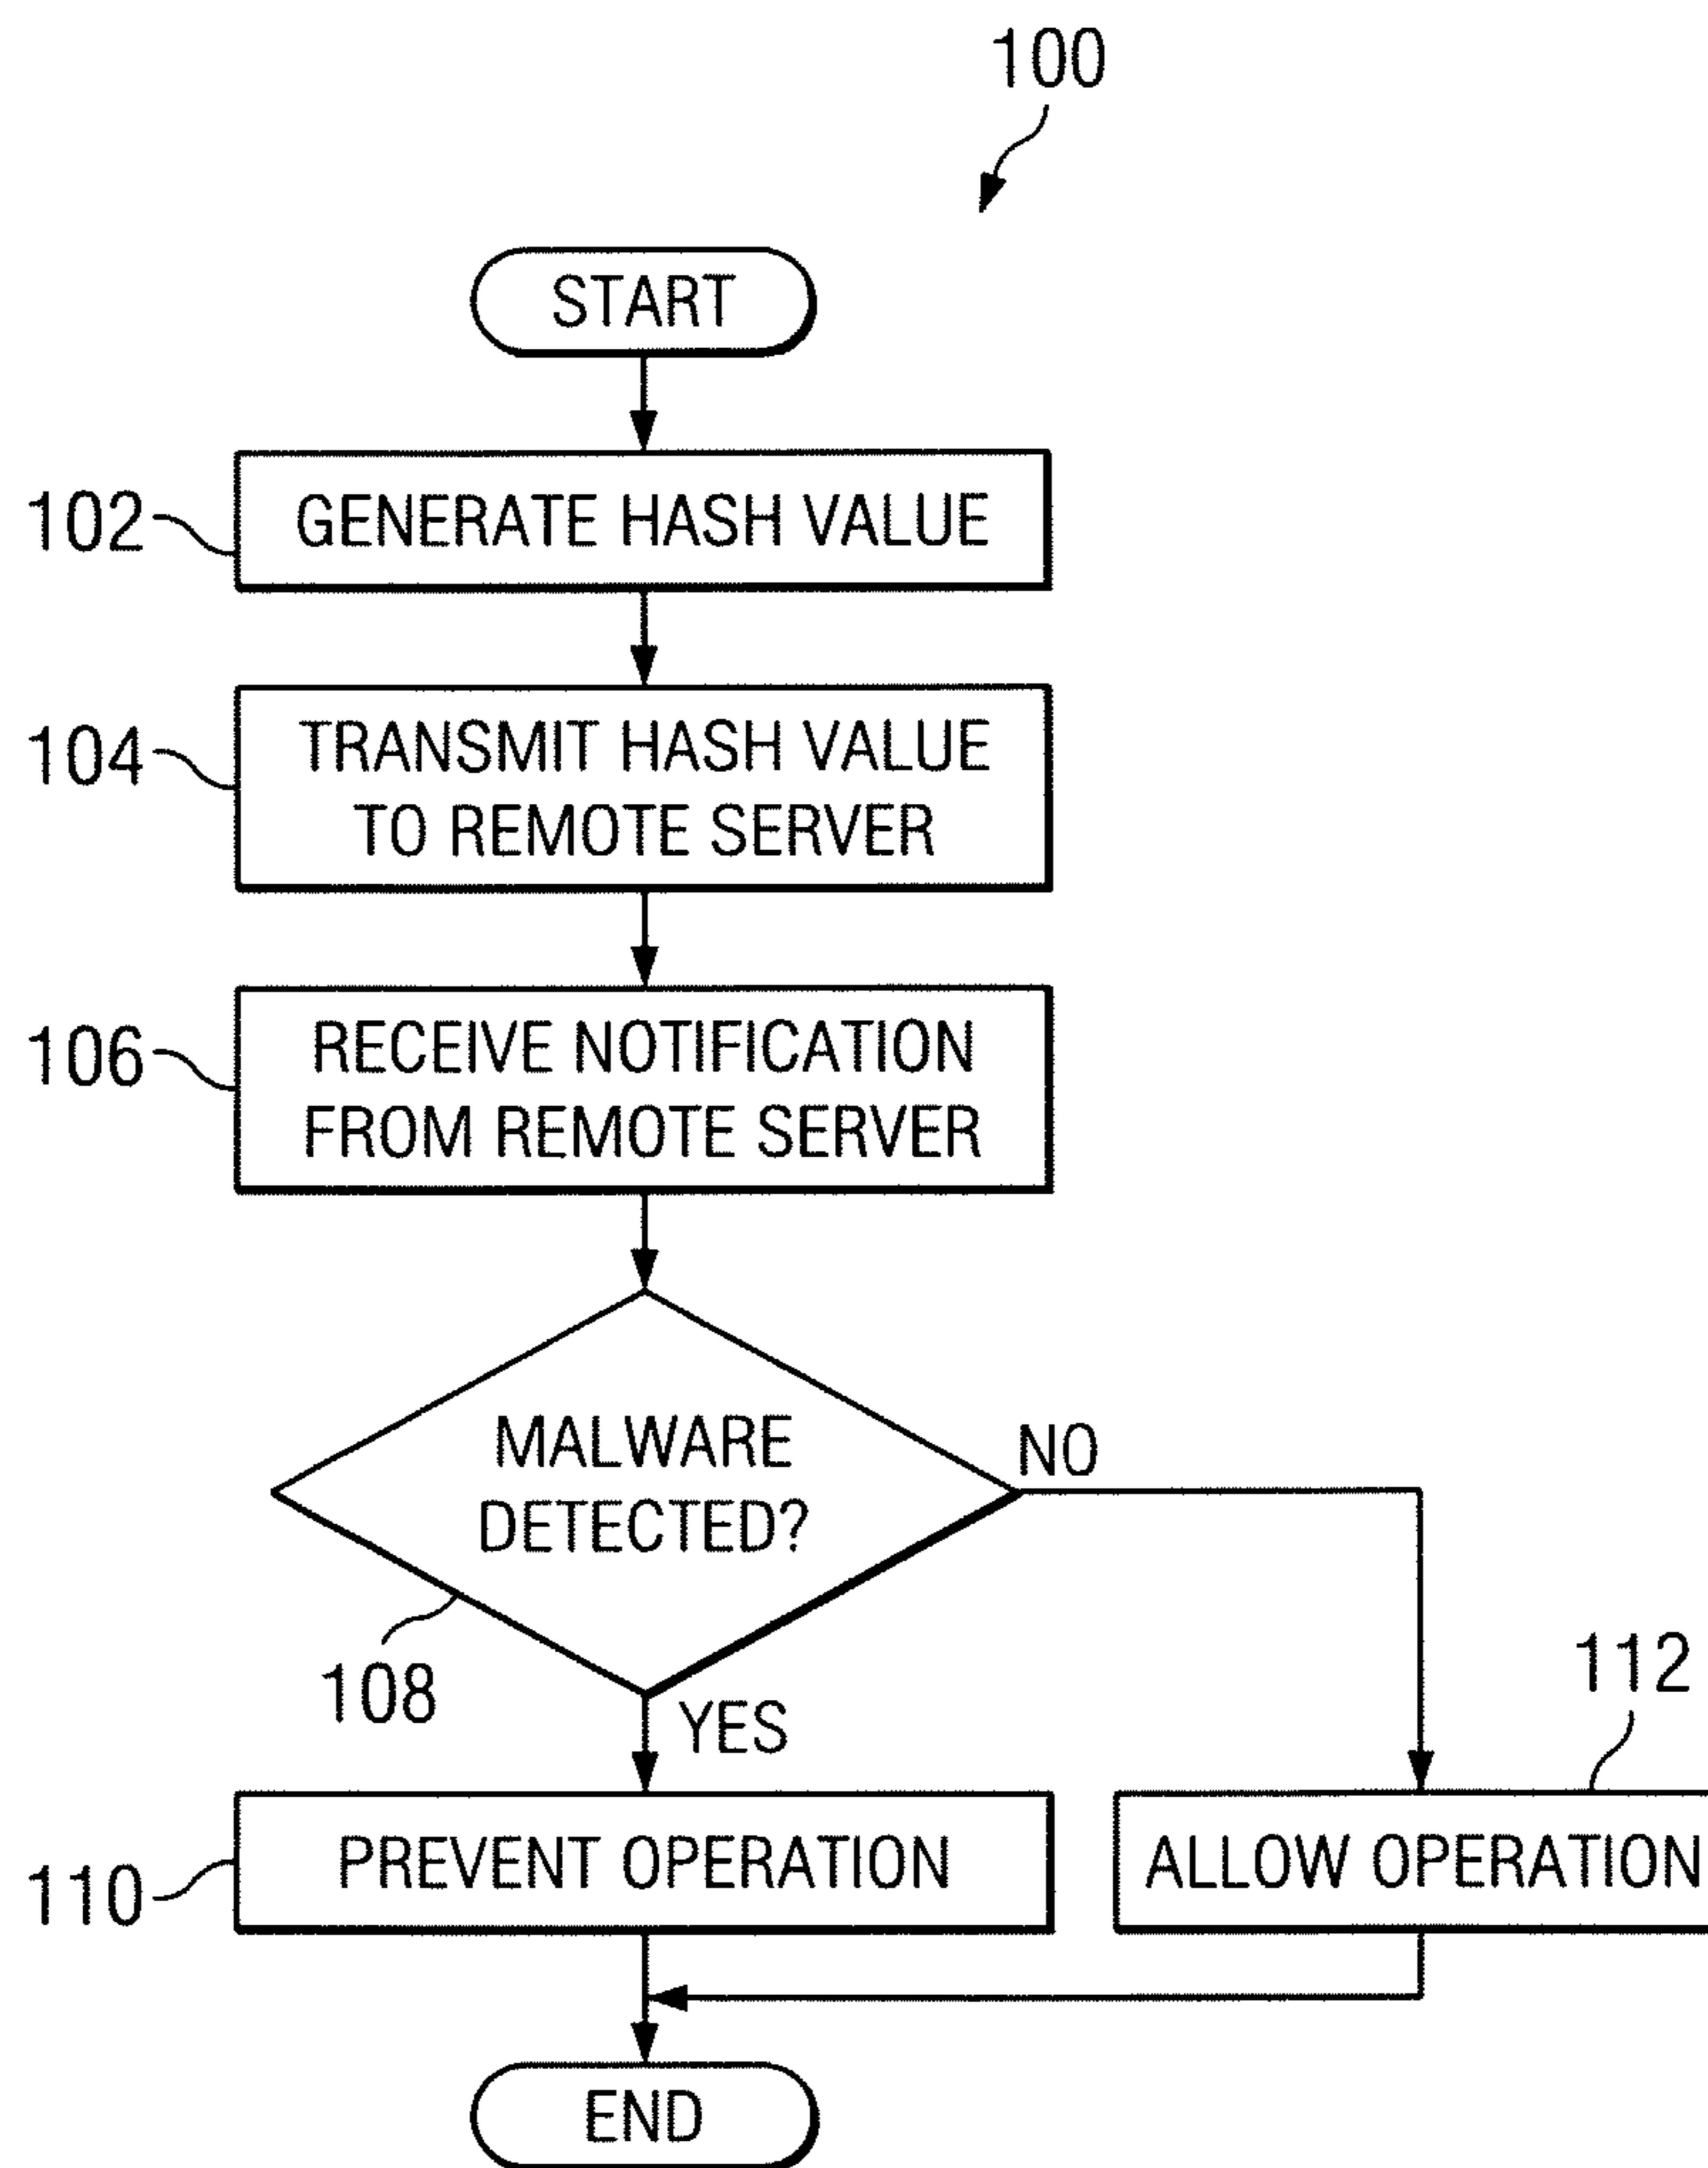 100
START
102
GENERATE HASH VALUE
104
TRANSMIT HASH VALUE
TO REMOTE SERVER
106
RECEIVE NOTIFICATION
FROM REMOTE SERVER
MALWARE
DETECTED?
NO
108
YES
112
110
PREVENT OPERATION
ALLOW OPERATION
END